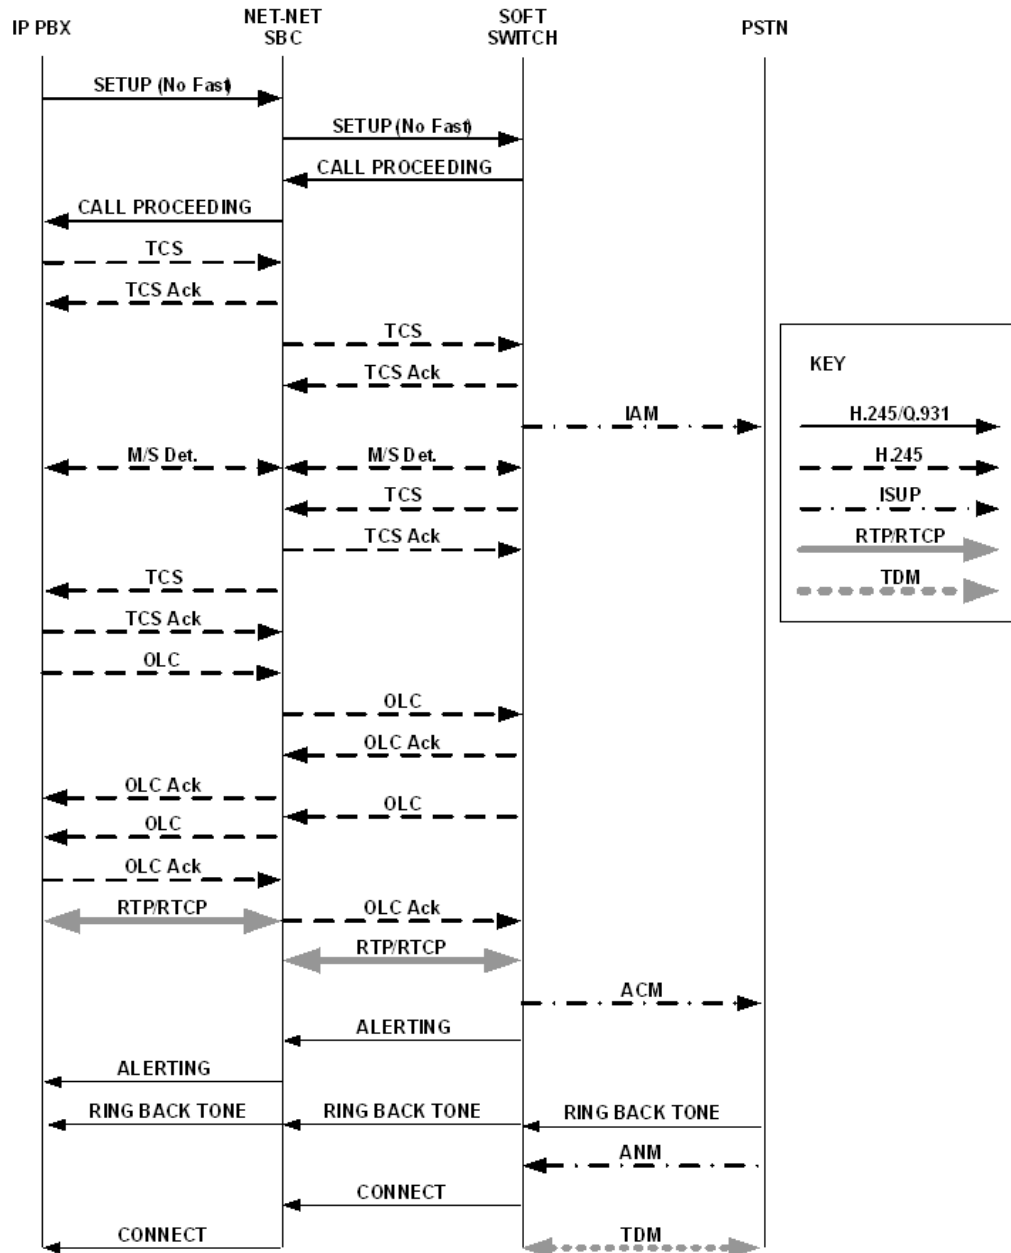 IP PBX
NET-NET
SBC
SOFT
SWITCH
PSTN
SETUP (No Fast)
SETUP (No Fast)
CALL PROCEEDING
CALL PROCEEDING
TCS
TCS Ack
TCS
TCS Ack
IAM
M/S Det.
M/S Det.
TCS
TCS Ack
TCS
TCS Ack
OLC
OLC
OLC Ack
OLC Ack
OLC
OLC
OLC Ack
RTP/RTCP
OLC Ack
RTP/RTCP
ACM
ALERTING
ALERTING
RING BACK TONE
RING BACK TONE
RING BACK TONE
ANM
CONNECT
CONNECT
TDM
KEY
H.245/Q.931
H.245
ISUP
RTP/RTCP
TDM